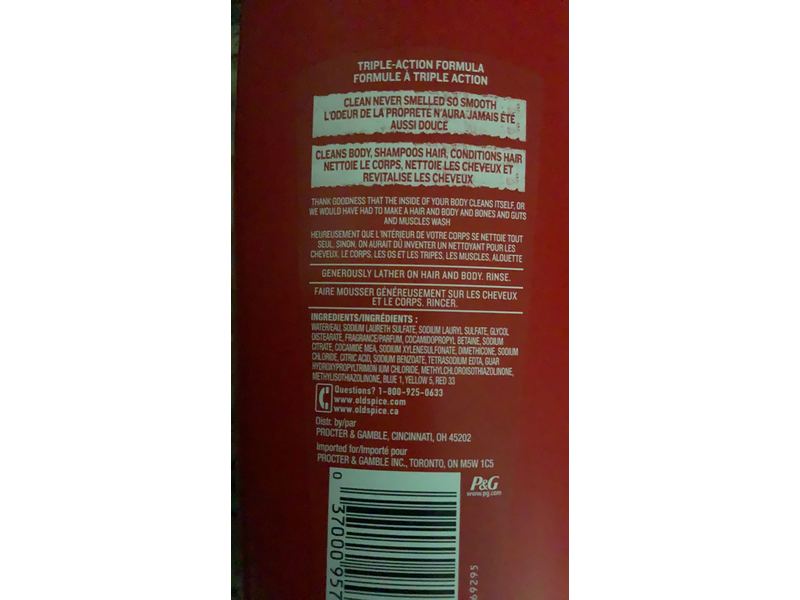 TRIPLE-ACTION FORMULA
FORMULE À TRIPLE ACTION
CLEAN NEVER SMELLED SO SMOOTH
L'ODEUR DE LA PROPRETÉ N'AURA JAMAIS ÉTÉ
AUSSI DOUCE
CLEANS BODY, SHAMPOOS HAIR, CONDITIONS HAIR
NETTOIE LE CORPS, NETTOIE LES CHEVEUX ET
REVITALISE LES CHEVEUX
THANK GOODNESS THAT THE INSIDE OF YOUR BODY CLEANS ITSELF, OR
WE WOULD HAVE HAD TO MAKE A HAIR AND BODY AND BONES AND GUTS
AND MUSCLES WASH
HEUREUSEMENT QUE L'INTÉRIEUR DE VOTRE CORPS SE NETTOIE TOUT
SEUL. SINON, ON AURAIT DÛ INVENTER UN NETTOYANT POUR LES
CHEVEUX, LE CORPS, LES OS ET LES TRIPES, LES MUSCLES, ALOUETTE
GENEROUSLY LATHER ON HAIR AND BODY. RINSE.
FAIRE MOUSSER GÉNÉREUSEMENT SUR LES CHEVEUX
ET LE CORPS. RINCER.
INGREDIENTS/INGRÉDIENTS :
WATER/EAU, SODIUM LAURETH SULFATE, SODIUM LAURYL SULFATE, GLYCOL
DISTEARATE, FRAGRANCE/PARFUM, COCAMIDOPROPYL BETAINE, SODIUM
CITRATE, COCAMIDE MEA, SODIUM XYLENESULFONATE, DIMETHICONE, SODIUM
CHLORIDE, CITRIC ACID, SODIUM BENZOATE, TETRASODIUM EDTA, GUAR
HYDROXYPROPYLTRIMON IUM CHLORIDE, METHYLCHLOROISOTHIAZOLINONE,
METHYLISOTHIAZOLINONE, BLUE 1, YELLOW 5, RED 33
Questions? 1-800-925-0633
www.oldspice.com
www.oldspice.ca
Distr. by/par
PROCTER & GAMBLE, CINCINNATI, OH 45202
Imported for/Importé pour
PROCTER & GAMBLE INC., TORONTO, ON M5W 1C5
P&G
www.pg.com
0 37000 957
69295